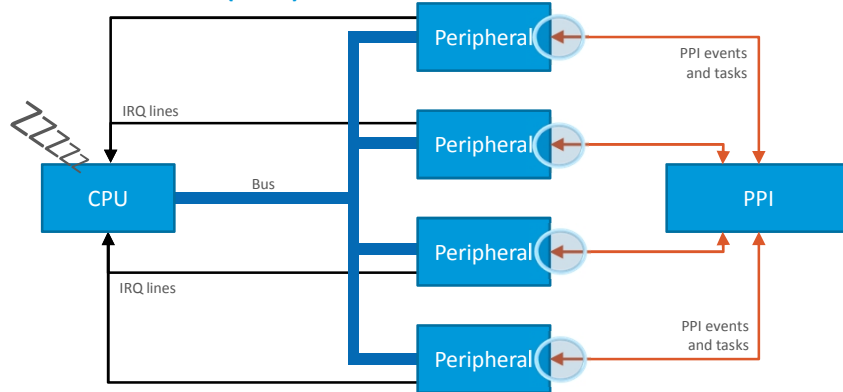 Peripheral
PPI events
and tasks
IRQ lines
Peripheral
ZZZZZ
CPU
Bus
PPI
Peripheral
IRQ lines
PPI events
and tasks
Peripheral